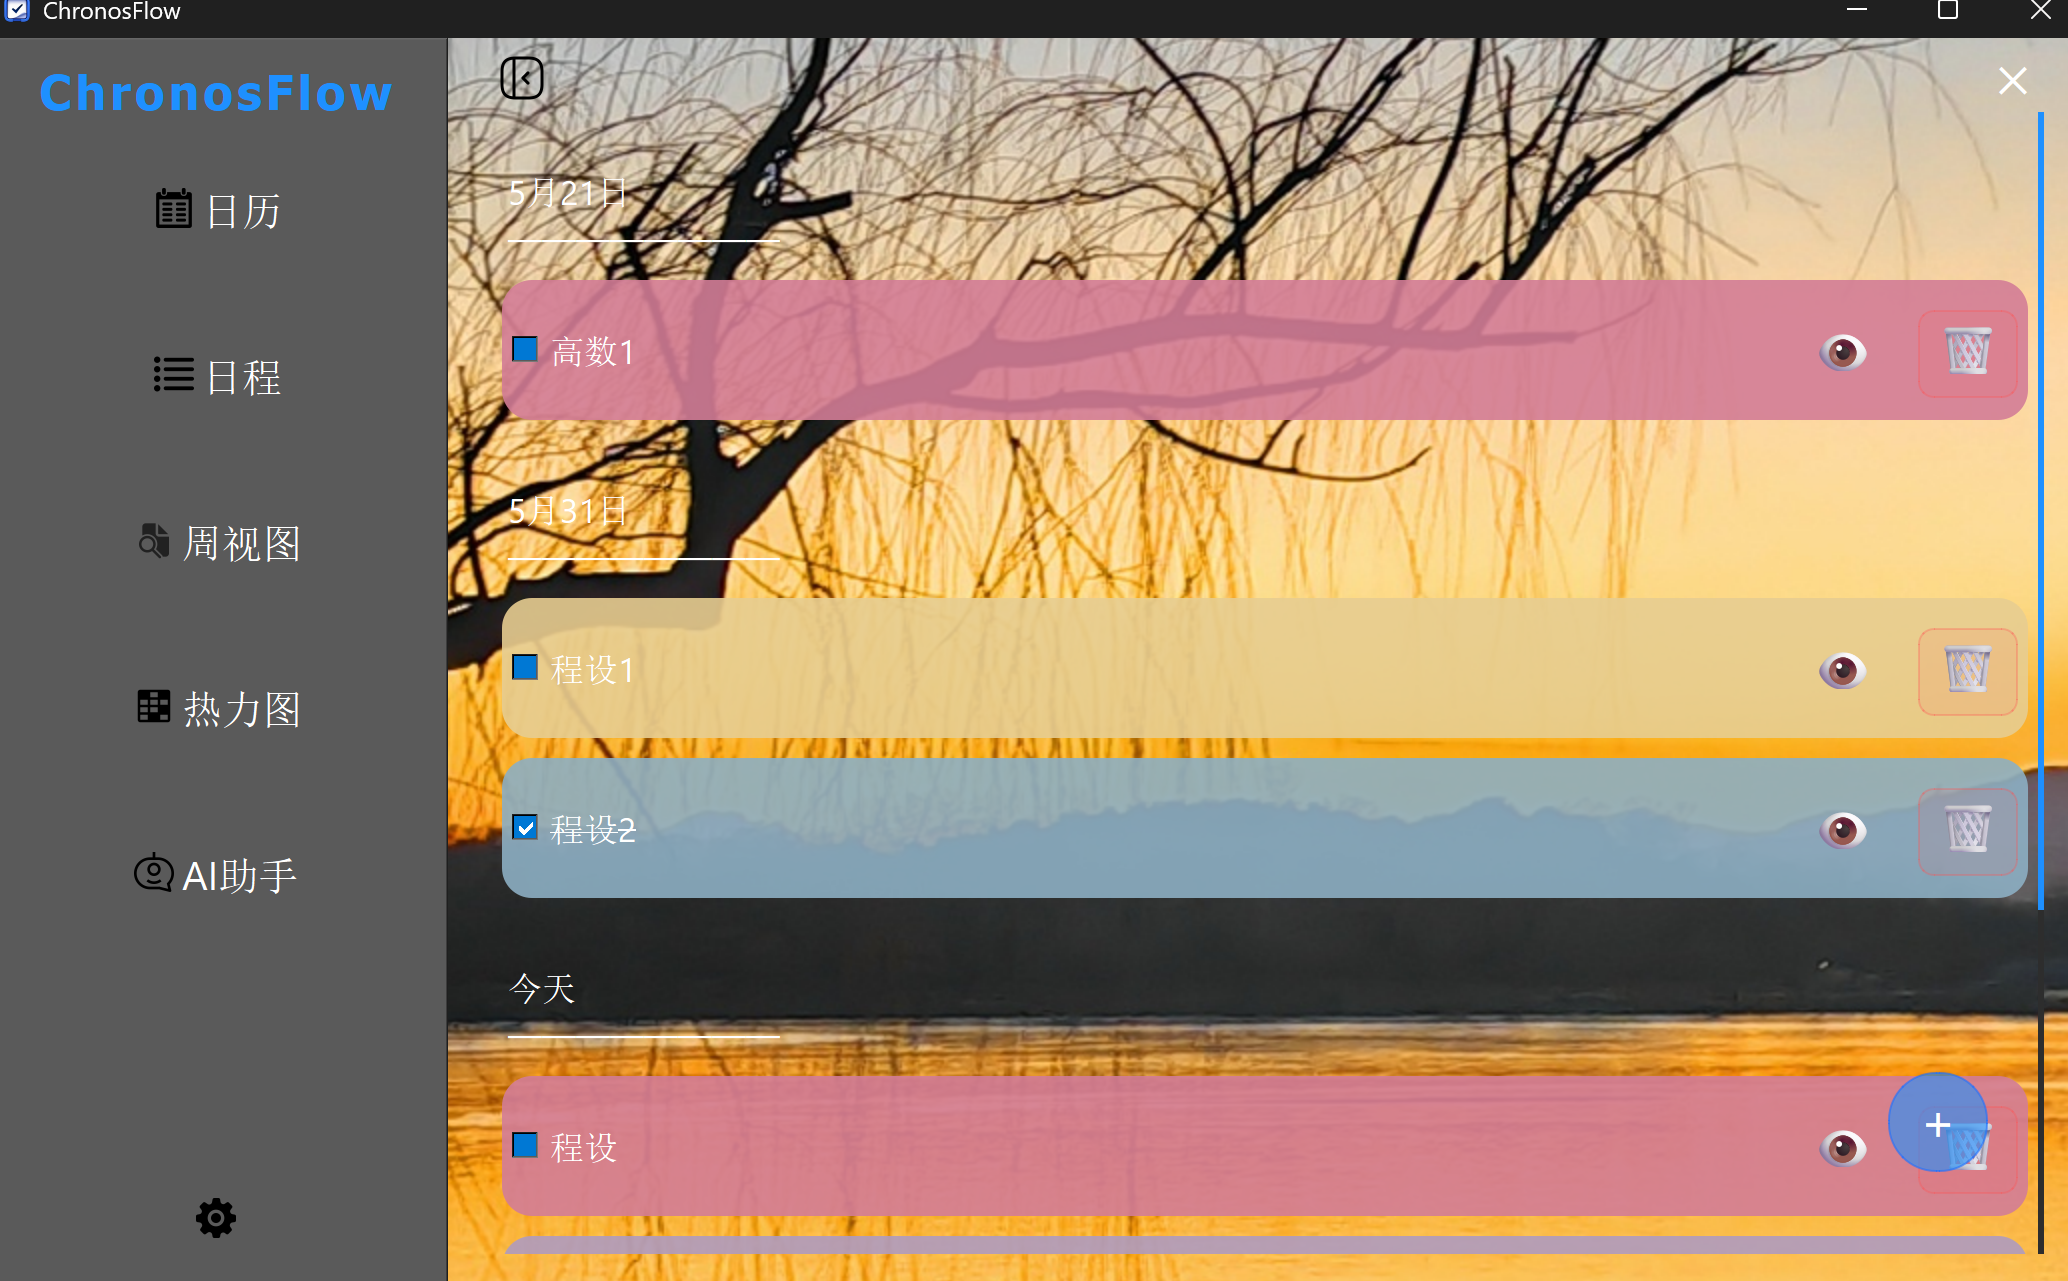 ChronosFlow
ChronosFlow
日历
日程
周视图
热力图
AI助手
5月21日
高数1
5月31日
程设1
程设2
今天
程设
+